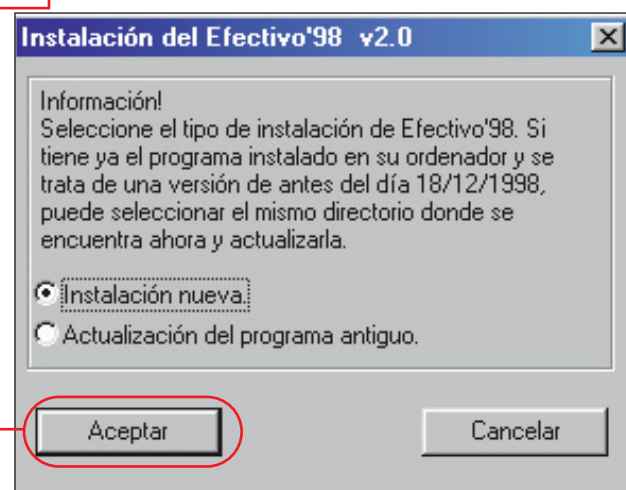 Instalación del Efectivo'98 v2.0
Información!
Seleccione el tipo de instalación de Efectivo'98. Si
tiene ya el programa instalado en su ordenador y se
trata de una versión de antes del día 18/12/1998,
puede seleccionar el mismo directorio donde se
encuentra ahora y actualizarla.
Instalación nueva.
Actualización del programa antiguo.
Aceptar
Cancelar